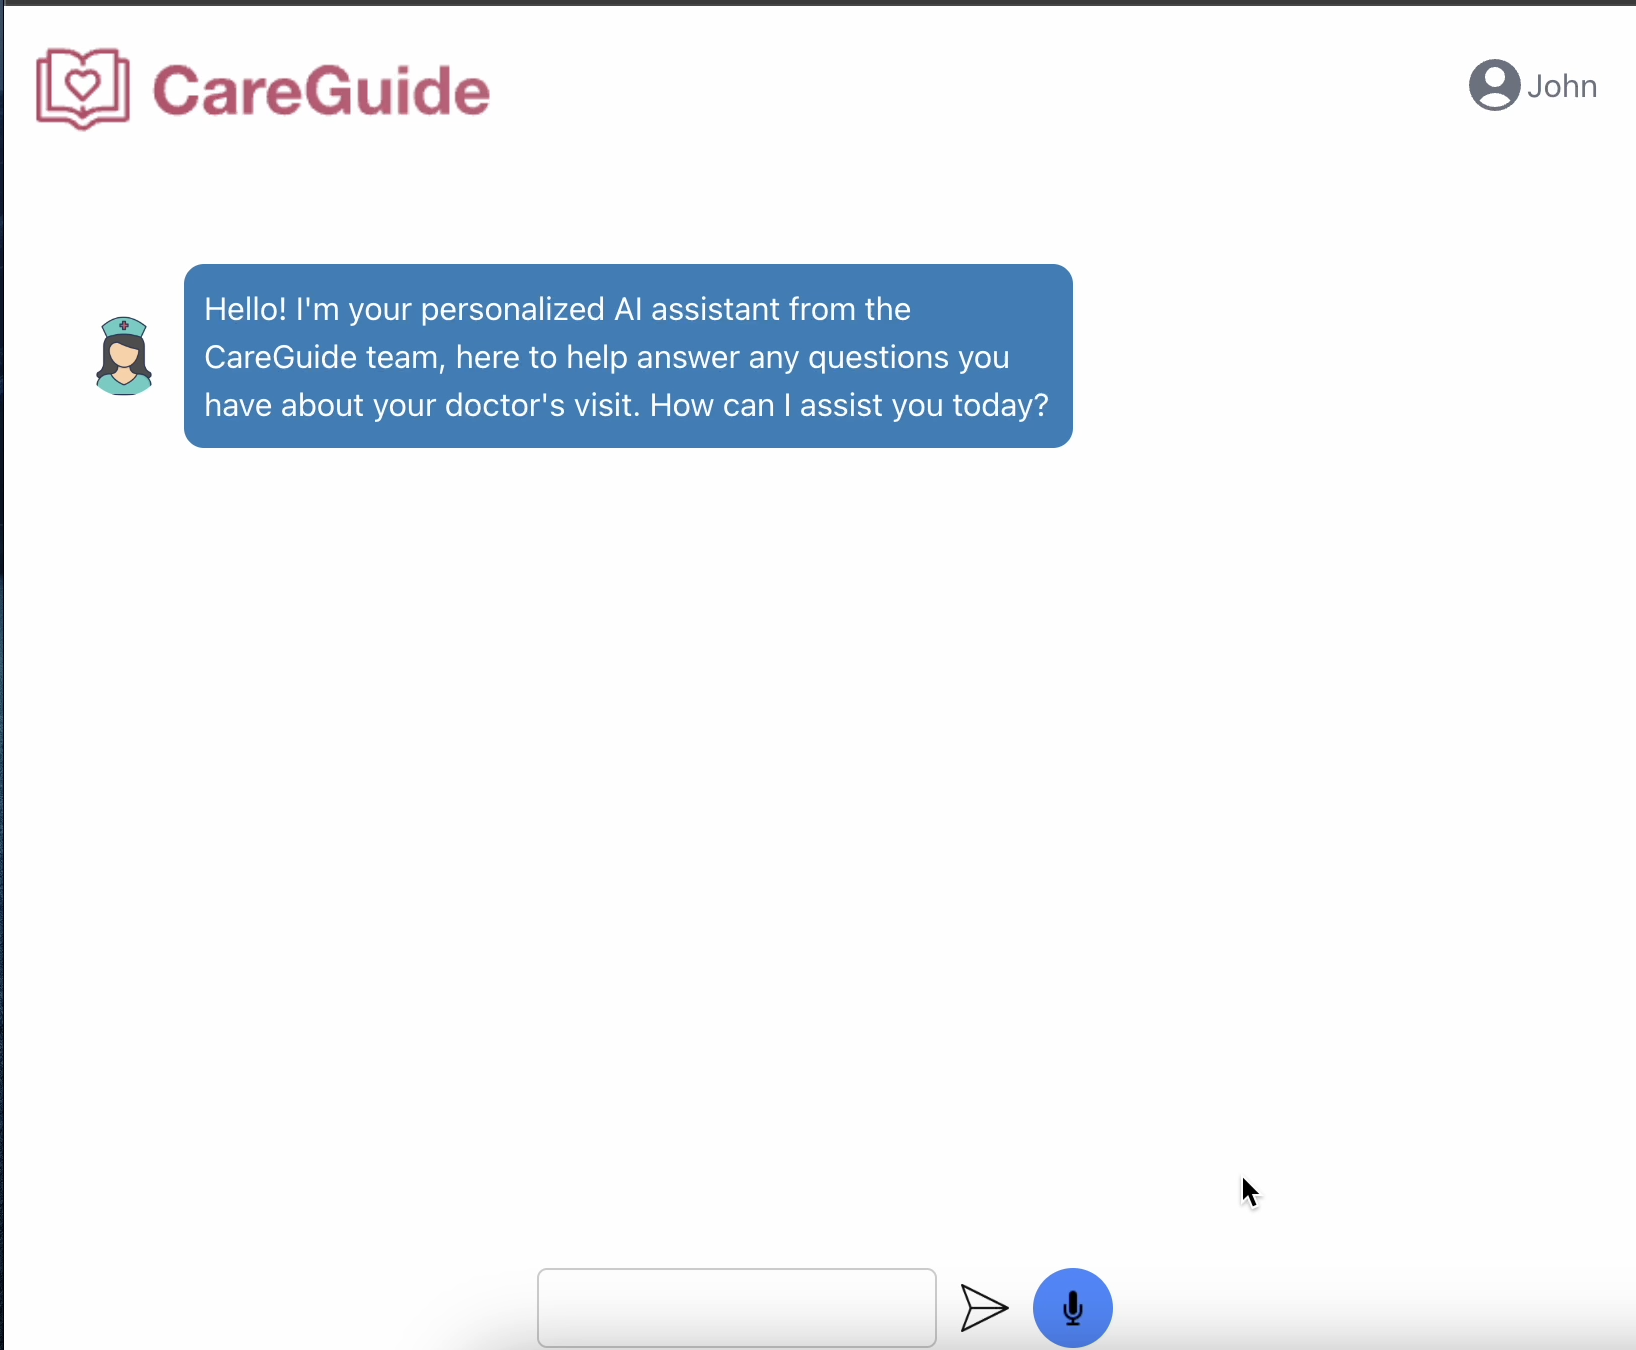 CareGuide
John
Hello! I'm your personalized AI assistant from the
CareGuide team, here to help answer any questions you
have about your doctor's visit. How can I assist you today?